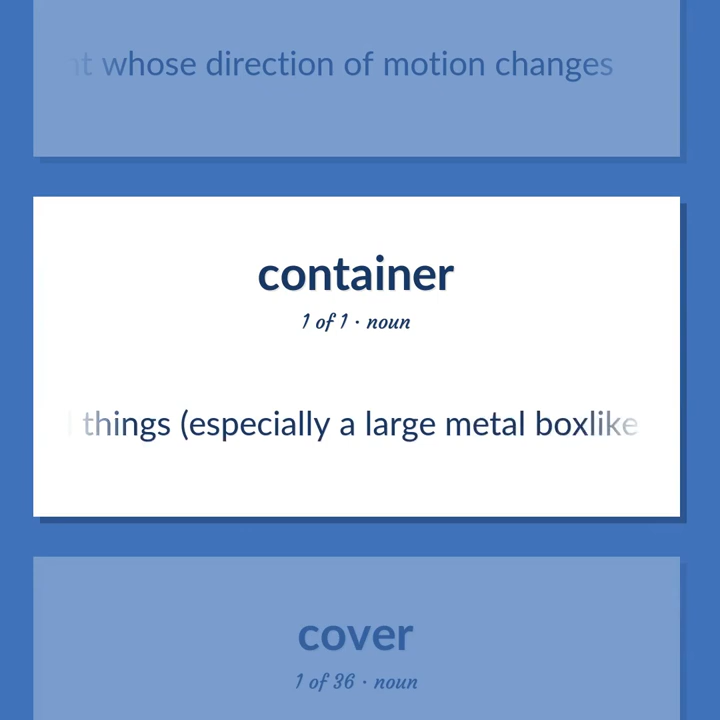 whose direction of motion changes
container
1 of 1 · noun
things (especially a large metal boxlike
cover
1 of 36 · noun